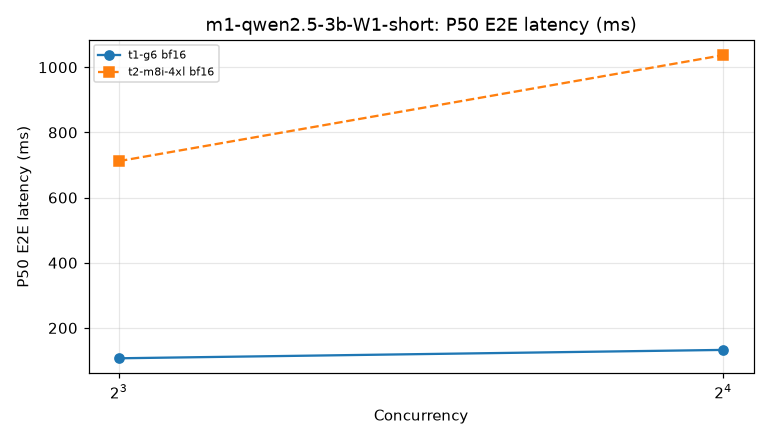 m1-qwen2.5-3b-W1-short: P50 E2E latency (ms)
t1-g6 bf16
t2-m8i-4xl bf16
P50 E2E latency (ms)
1000
800
600
400
200
2³
2⁴
Concurrency